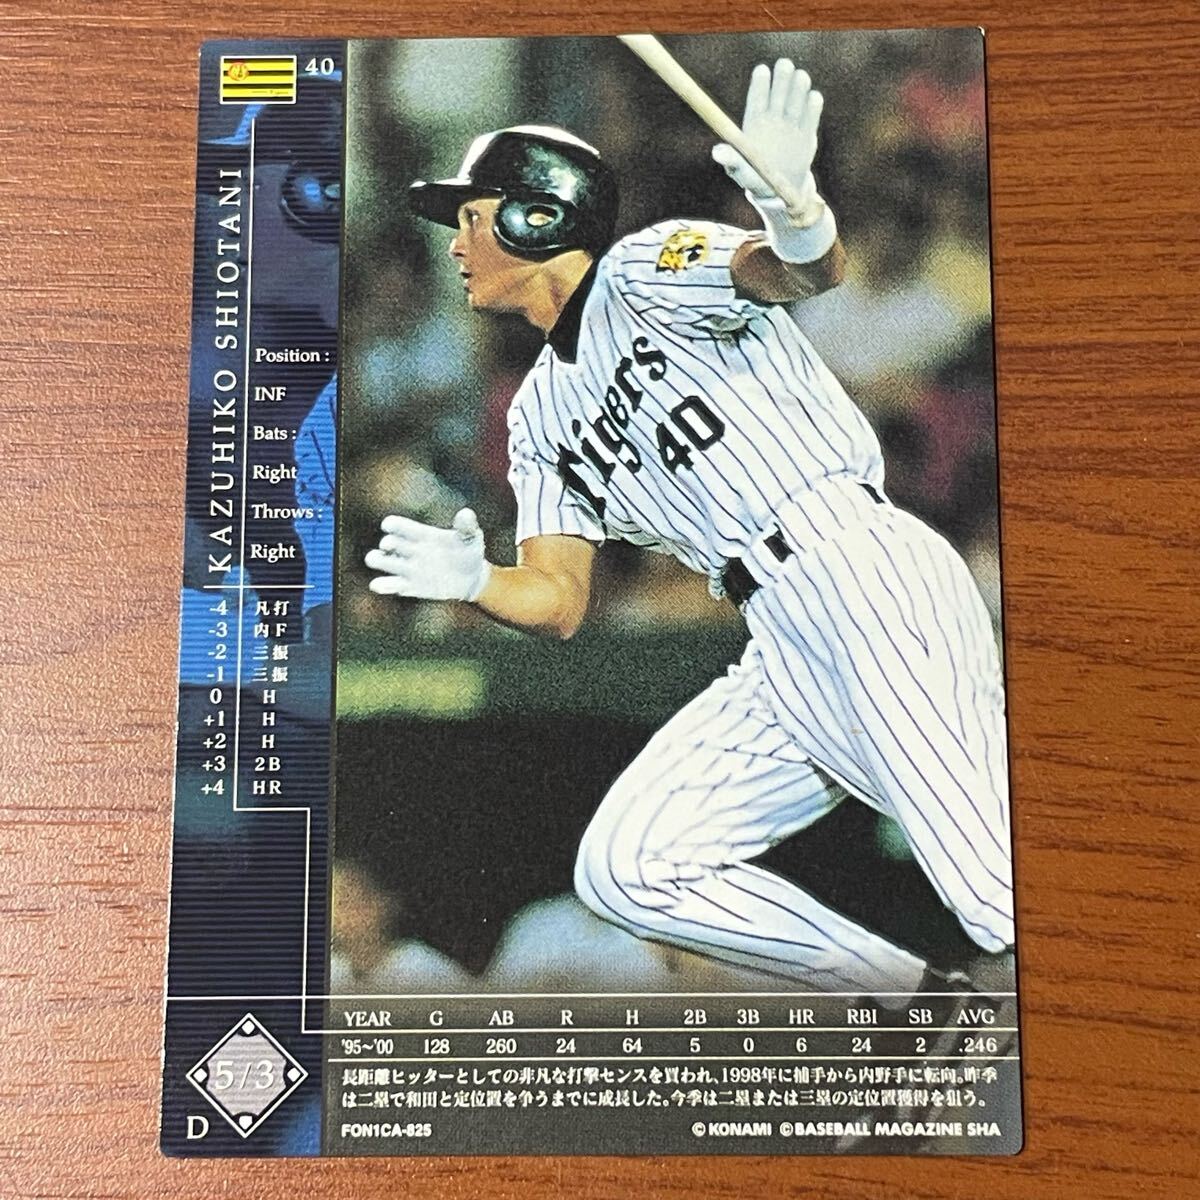 40
KAZUHIKO SHIOTANI
Position :
INF
Bats :
Right
Throws :
Right
-4 凡打
-3 内F
-2 三振
-1 三振
0 H
+1 H
+2 H
+3 2B
+4 HR
Tigers
40
YEAR G AB R H 2B 3B HR RBI SB AVG
'95~'00 128 260 24 64 5 0 6 24 2 .246
長距離ヒッターとしての非凡な打撃センスを買われ、1998年に捕手から内野手に転向。昨季
は二塁で和田と定位置を争うまでに成長した。今季は二塁または三塁の定位置獲得を狙う。
5/3
D
FON1CA-825
©KONAMI ©BASEBALL MAGAZINE SHA